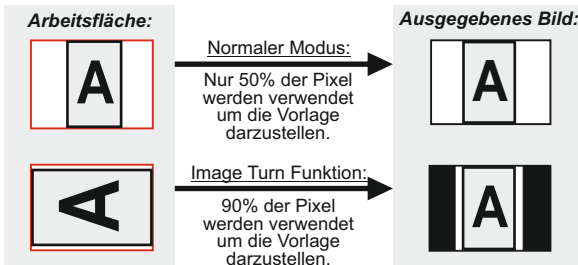 Arbeitsfläche:
Ausgegebenes Bild:
A
Normaler Modus:
Nur 50% der Pixel
werden verwendet
um die Vorlage
darzustellen.
A
A
Image Turn Funktion:
90% der Pixel
werden verwendet
um die Vorlage
darzustellen.
A